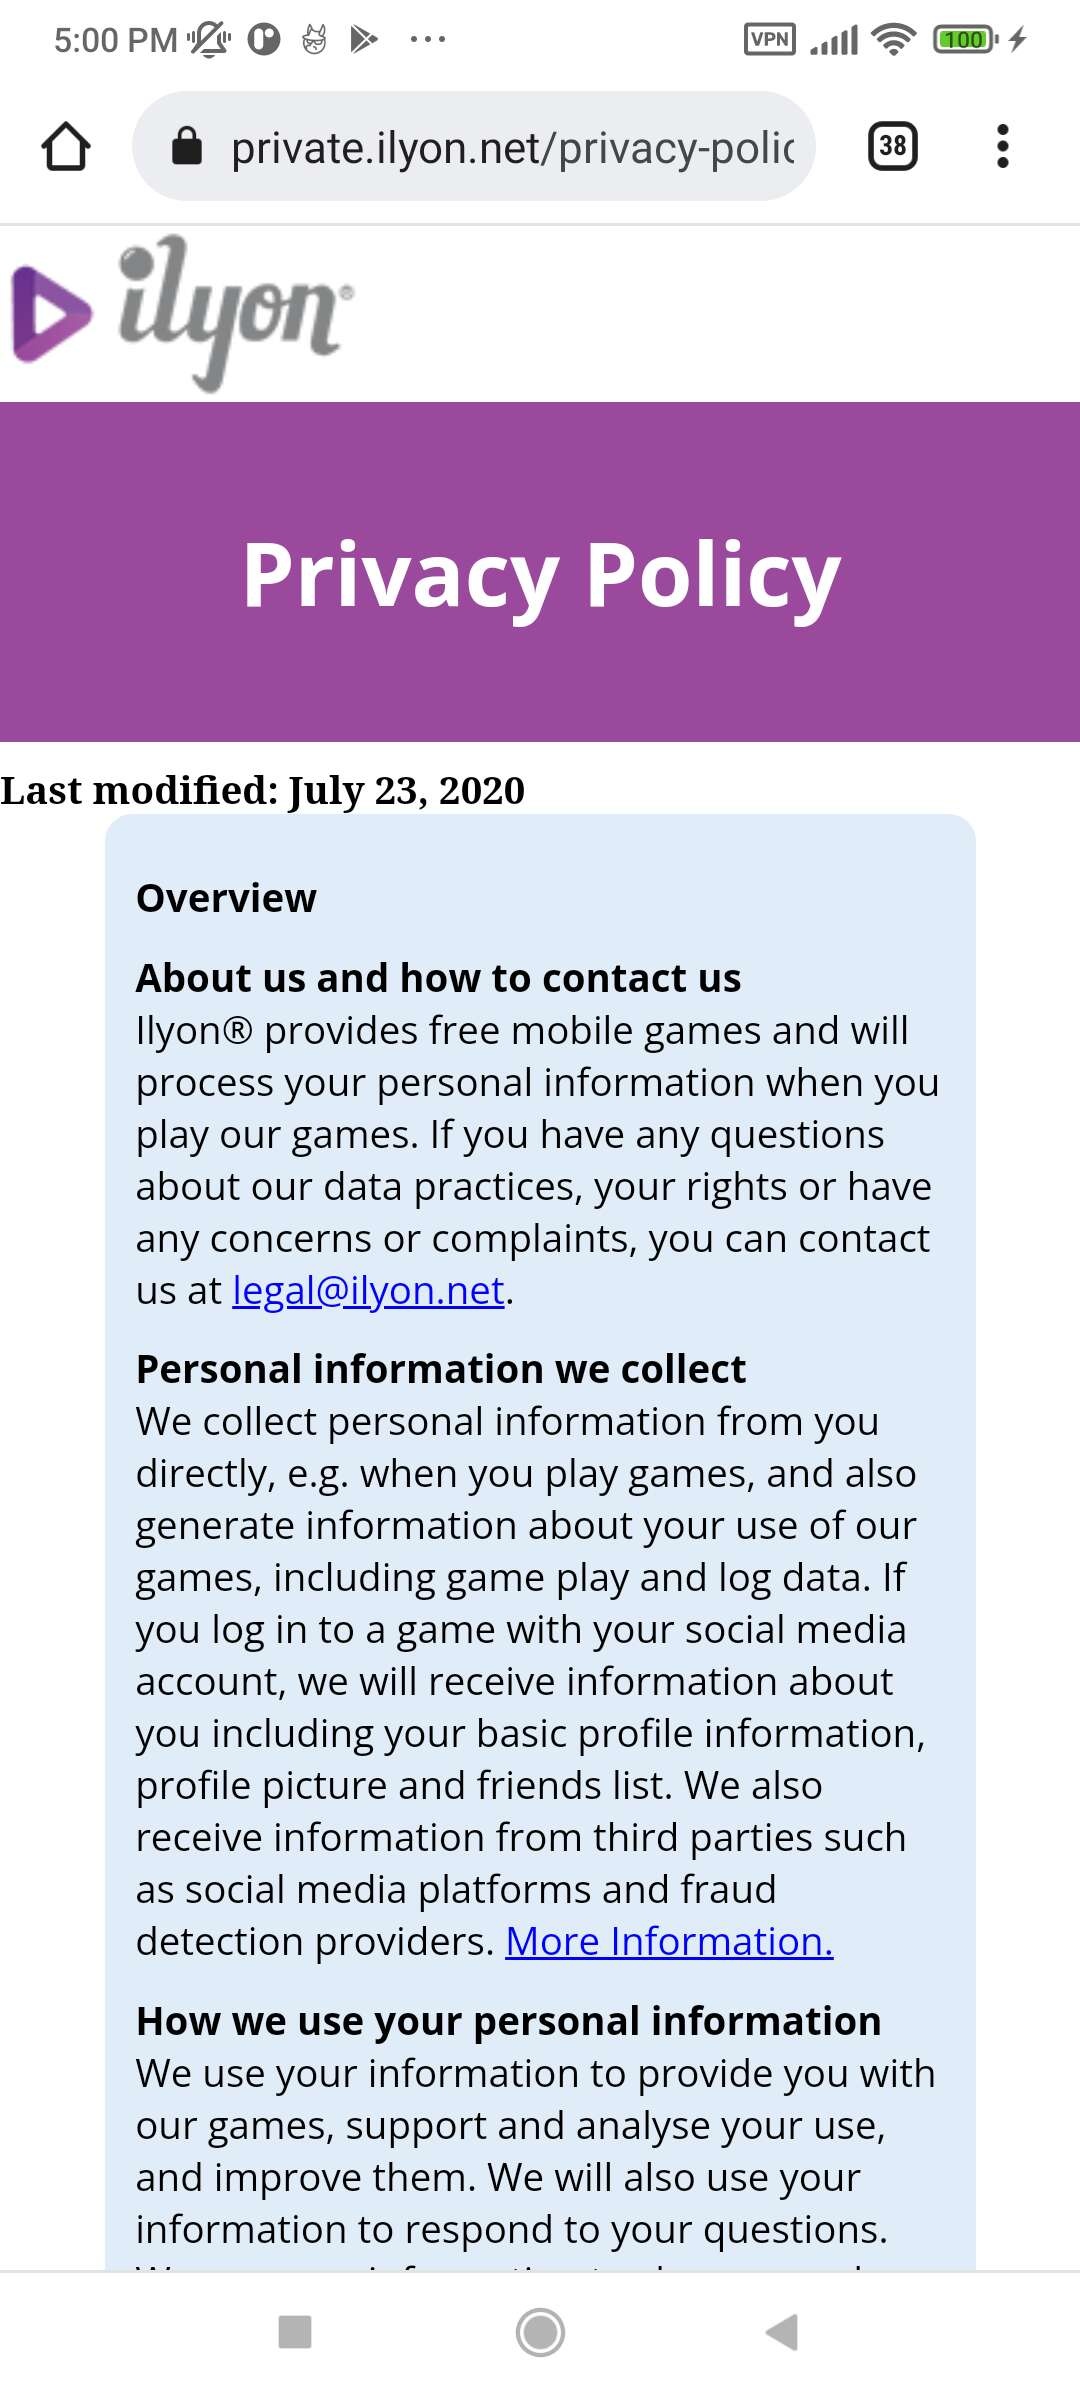 5:00 PM
VPN
100
private.ilyon.net/privacy-polic
38
ilyon®
Privacy Policy
Last modified: July 23, 2020
Overview
About us and how to contact us
Ilyon® provides free mobile games and will
process your personal information when you
play our games. If you have any questions
about our data practices, your rights or have
any concerns or complaints, you can contact
us at legal@ilyon.net.
Personal information we collect
We collect personal information from you
directly, e.g. when you play games, and also
generate information about your use of our
games, including game play and log data. If
you log in to a game with your social media
account, we will receive information about
you including your basic profile information,
profile picture and friends list. We also
receive information from third parties such
as social media platforms and fraud
detection providers. More Information.
How we use your personal information
We use your information to provide you with
our games, support and analyse your use,
and improve them. We will also use your
information to respond to your questions.